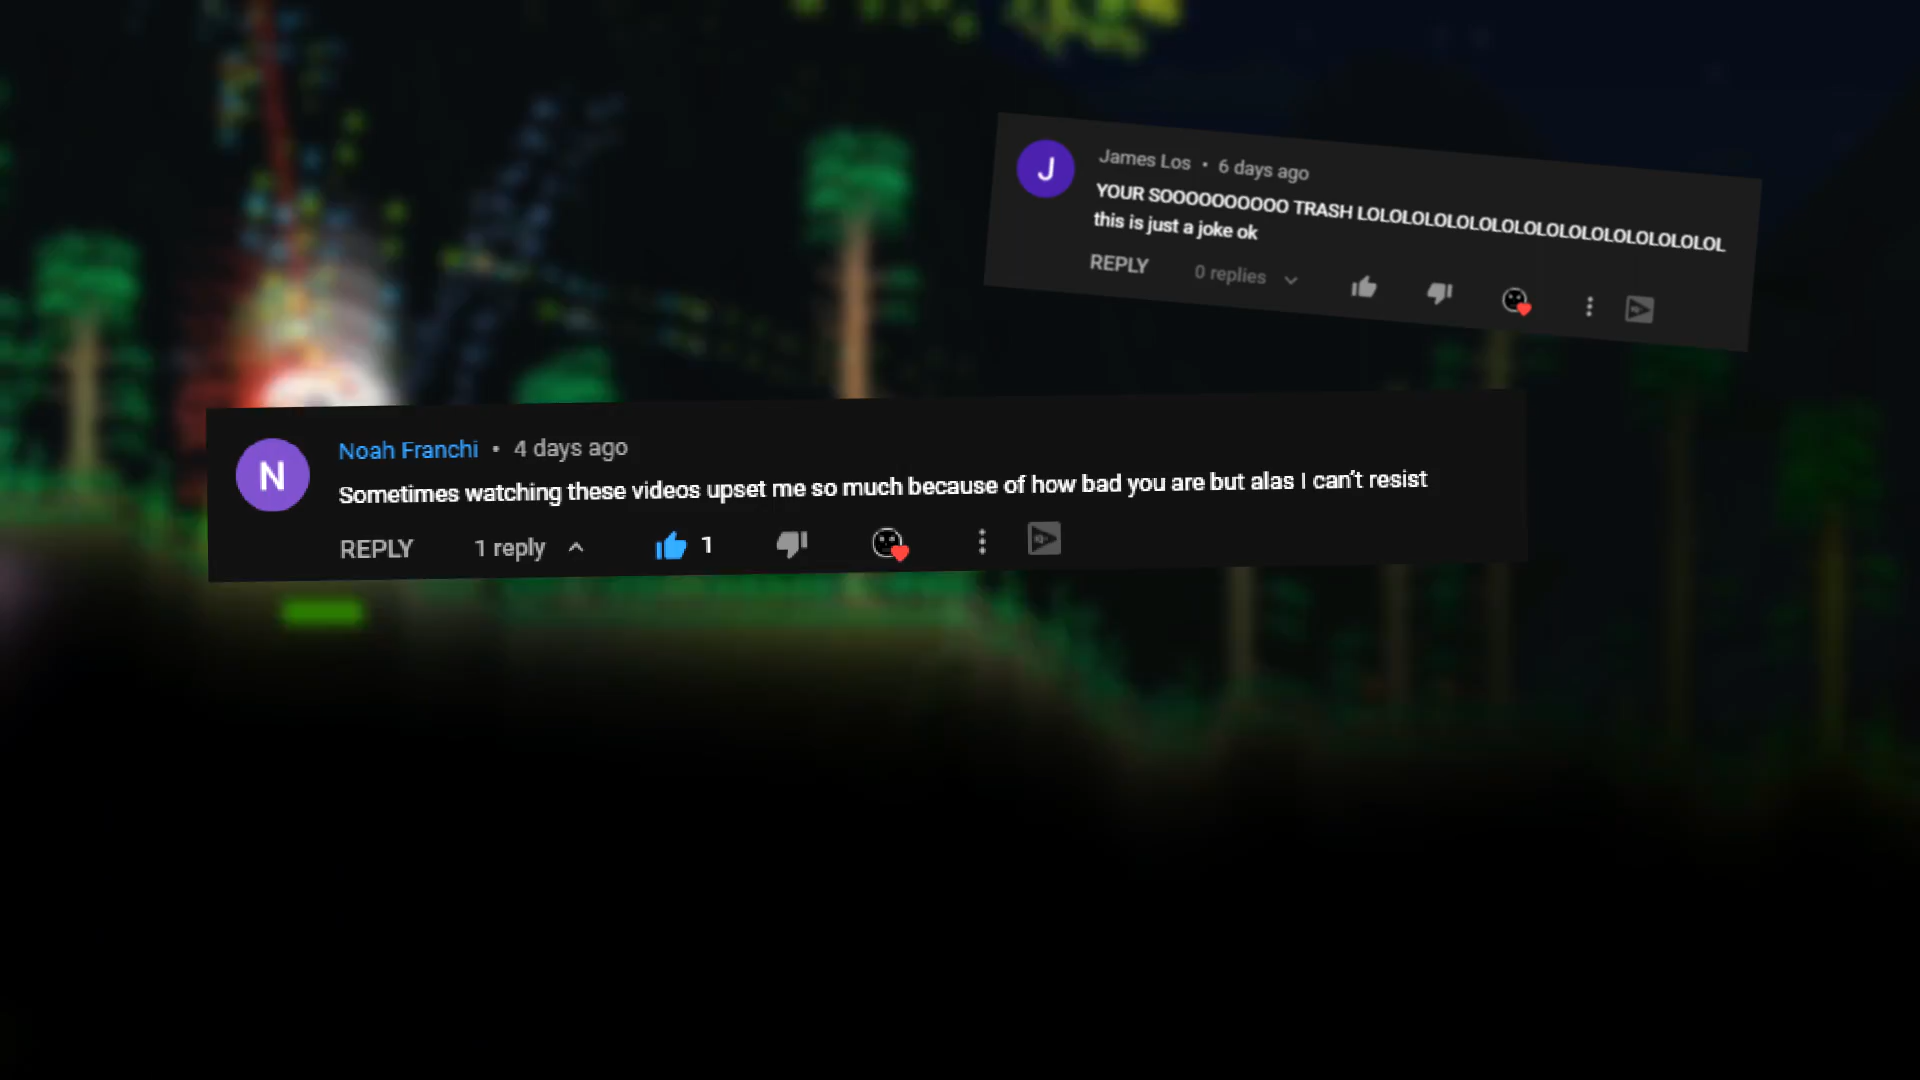 J
James Los • 6 days ago
YOUR SOOOOOOOOOO TRASH LOLOLOLOLOLOLOLOLOLOLOLOLOLOLOLOL
this is just a joke ok
REPLY 0 replies
N
Noah Franchi • 4 days ago
Sometimes watching these videos upset me so much because of how bad you are but alas I can't resist
REPLY 1 reply 1